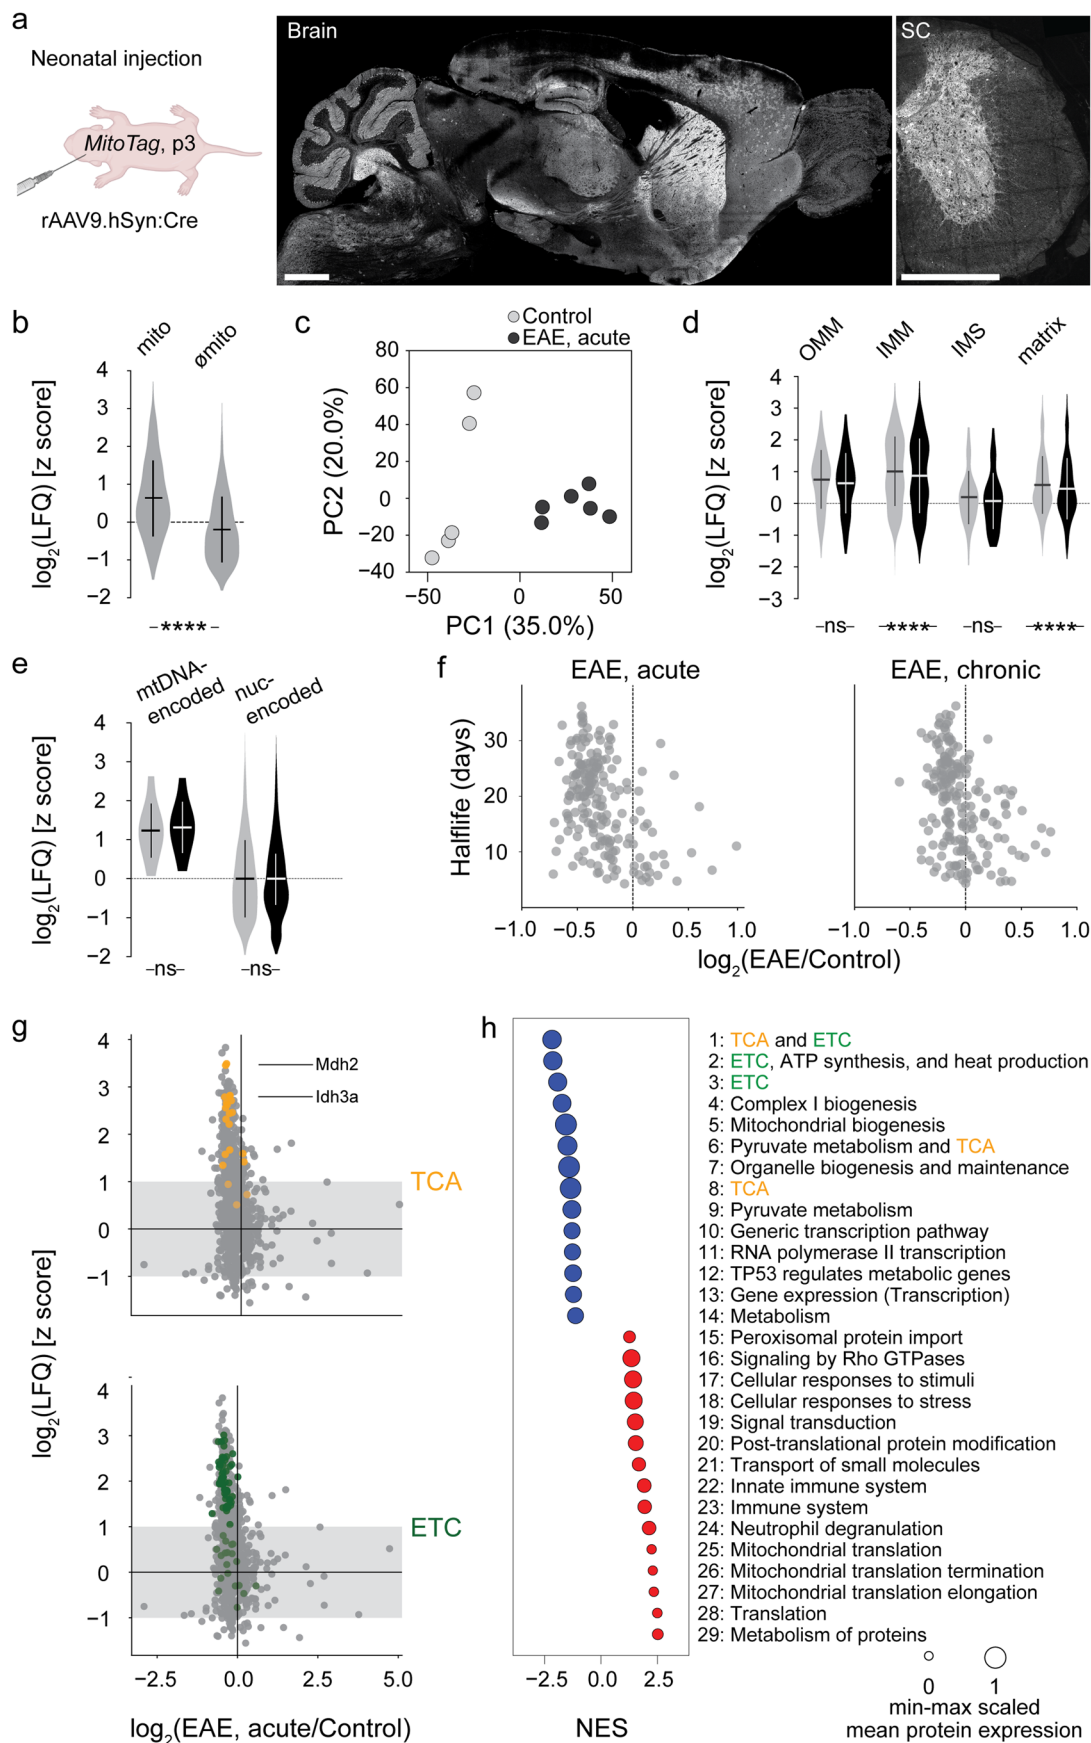 a
Neonatal injection
MitoTag, p3
rAAV9.hSyn:Cre
Brain
SC
b
mito
ømito
log2(LFQ) [z score]
4
3
2
1
0
−1
−2
****
c
Control
EAE, acute
PC2 (20.0%)
80
60
40
20
0
−20
−40
−50
0
50
PC1 (35.0%)
d
OMM
IMM
IMS
matrix
log2(LFQ) [z score]
4
3
2
1
0
−1
−2
−3
ns
****
ns
****
e
mtDNA-
encoded
nuc-
encoded
log2(LFQ) [z score]
4
3
2
1
0
−1
−2
ns
ns
f
EAE, acute
EAE, chronic
Halflife (days)
30
20
10
−1.0 −0.5 0 0.5 1.0
−1.0 −0.5 0 0.5 1.0
log2(EAE/Control)
g
log2(LFQ) [z score]
4
3
2
1
0
−1
Mdh2
Idh3a
TCA
4
3
2
1
0
−1
ETC
−2.5 0.0 2.5 5.0
log2(EAE, acute/Control)
h
1: TCA and ETC
2: ETC, ATP synthesis, and heat production
3: ETC
4: Complex I biogenesis
5: Mitochondrial biogenesis
6: Pyruvate metabolism and TCA
7: Organelle biogenesis and maintenance
8: TCA
9: Pyruvate metabolism
10: Generic transcription pathway
11: RNA polymerase II transcription
12: TP53 regulates metabolic genes
13: Gene expression (Transcription)
14: Metabolism
15: Peroxisomal protein import
16: Signaling by Rho GTPases
17: Cellular responses to stimuli
18: Cellular responses to stress
19: Signal transduction
20: Post-translational protein modification
21: Transport of small molecules
22: Innate immune system
23: Immune system
24: Neutrophil degranulation
25: Mitochondrial translation
26: Mitochondrial translation termination
27: Mitochondrial translation elongation
28: Translation
29: Metabolism of proteins
−2.5 0.0 2.5
NES
0 1
min-max scaled
mean protein expression